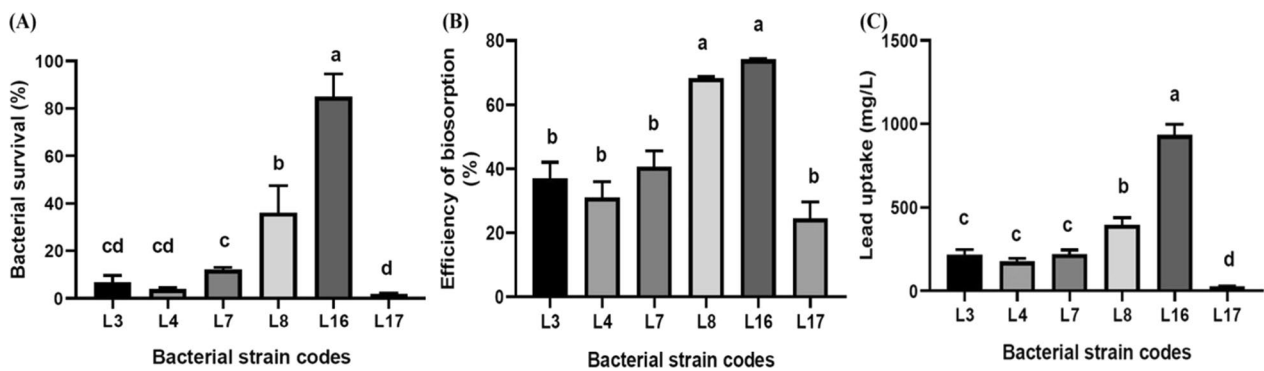 (A)
Bacterial survival (%)
100
80
60
40
20
0
cd
cd
c
b
a
d
L3 L4 L7 L8 L16 L17
Bacterial strain codes
(B)
Efficiency of biosorption
(%)
80
60
40
20
0
b
b
b
a
a
b
L3 L4 L7 L8 L16 L17
Bacterial strain codes
(C)
Lead uptake (mg/L)
1500
1000
500
0
c
c
c
b
a
d
L3 L4 L7 L8 L16 L17
Bacterial strain codes